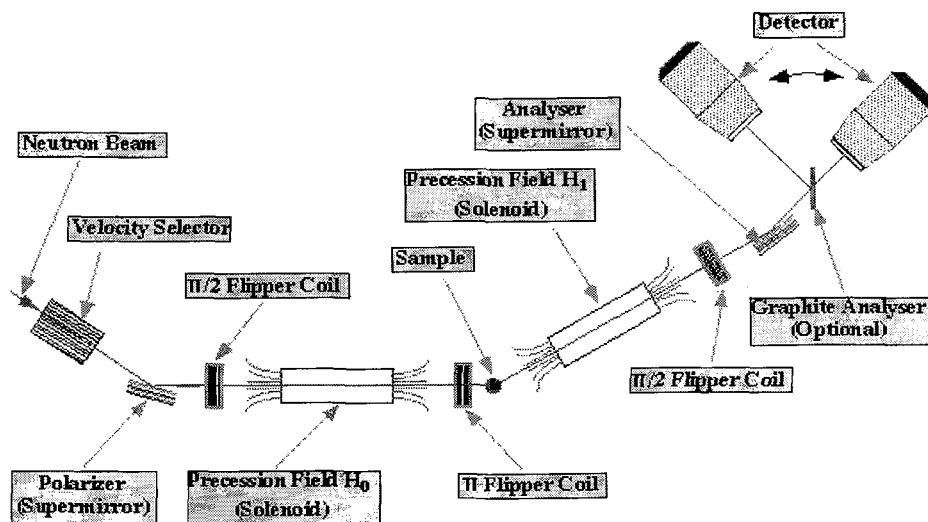 Detector
Analyser
(Supermirror)
Neutron Beam
Precession Field H1
(Solenoid)
Velocity Selector
Sample
π/2 Flipper Coil
Graphite Analyser
(Optional)
π/2 Flipper Coil
Polarizer
(Supermirror)
Precession Field H0
(Solenoid)
π Flipper Coil